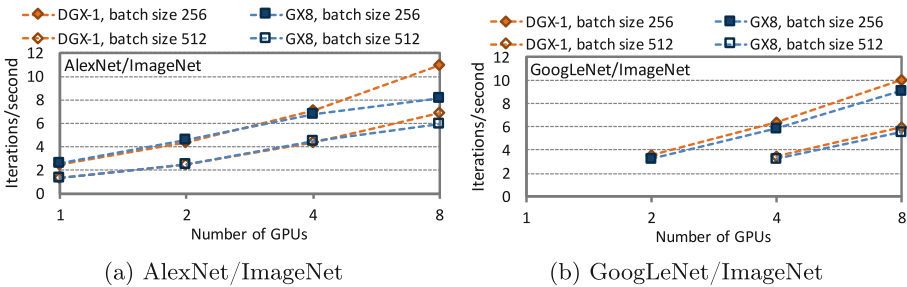 DGX-1, batch size 256
GX8, batch size 256
DGX-1, batch size 512
GX8, batch size 512
Iterations/second
12
10
8
6
4
2
0
AlexNet/ImageNet
1
2
4
8
Number of GPUs
(a) AlexNet/ImageNet
DGX-1, batch size 256
GX8, batch size 256
DGX-1, batch size 512
GX8, batch size 512
Iterations/second
12
10
8
6
4
2
0
GoogLeNet/ImageNet
1
2
4
8
Number of GPUs
(b) GoogLeNet/ImageNet